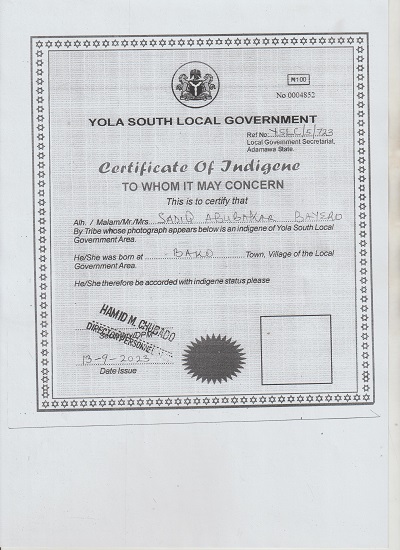 ₦100
No 0004852
YOLA SOUTH LOCAL GOVERNMENT
Ref No: YSLC/5/723
Local Government Secretariat,
Adamawa State.
Certificate Of Indigene
TO WHOM IT MAY CONCERN
This is to certify that
Alh. / Malam/Mr./Mrs. SANID ABUBAKAR BAYERO
By Tribe whose photograph appears below is an indigene of Yola South Local
Government Area.
He/She was born at BAKO Town, Village of the Local
Government Area.
He/She therefore be accorded with indigene status please
HAMID M. CHUBADO
DIRECTOR PERSONNEL
/DPM
13-9-2023
Date Issue